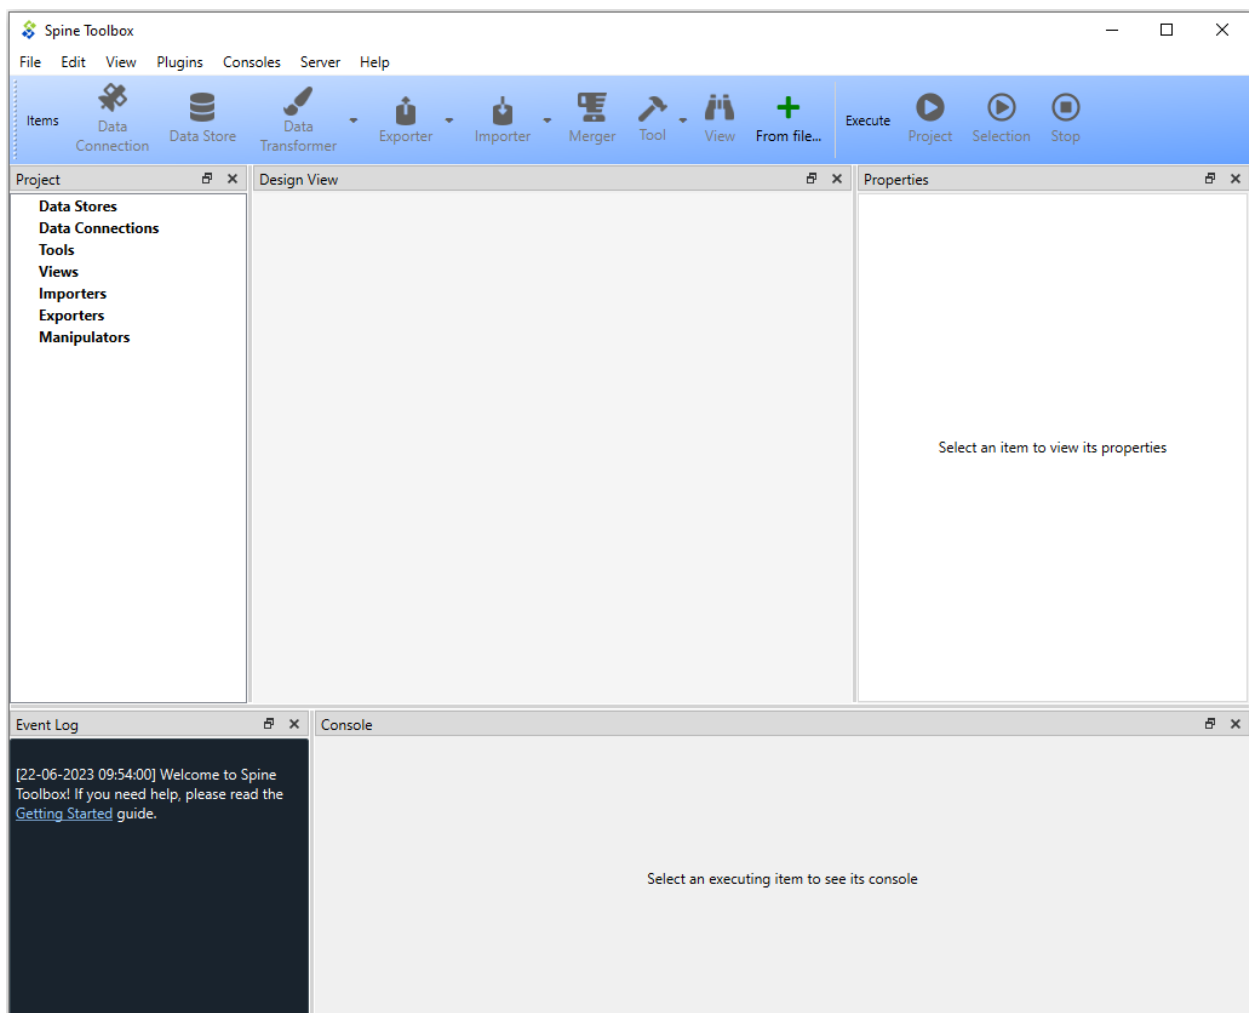 Spine Toolbox
File Edit View Plugins Consoles Server Help
Items
Data Connection
Data Store
Data Transformer
Exporter
Importer
Merger
Tool
View
From file...
Execute
Project
Selection
Stop
Project
Design View
Properties
Data Stores
Data Connections
Tools
Views
Importers
Exporters
Manipulators
Select an item to view its properties
Event Log
Console
[22-06-2023 09:54:00] Welcome to Spine
Toolbox! If you need help, please read the
Getting Started guide.
Select an executing item to see its console